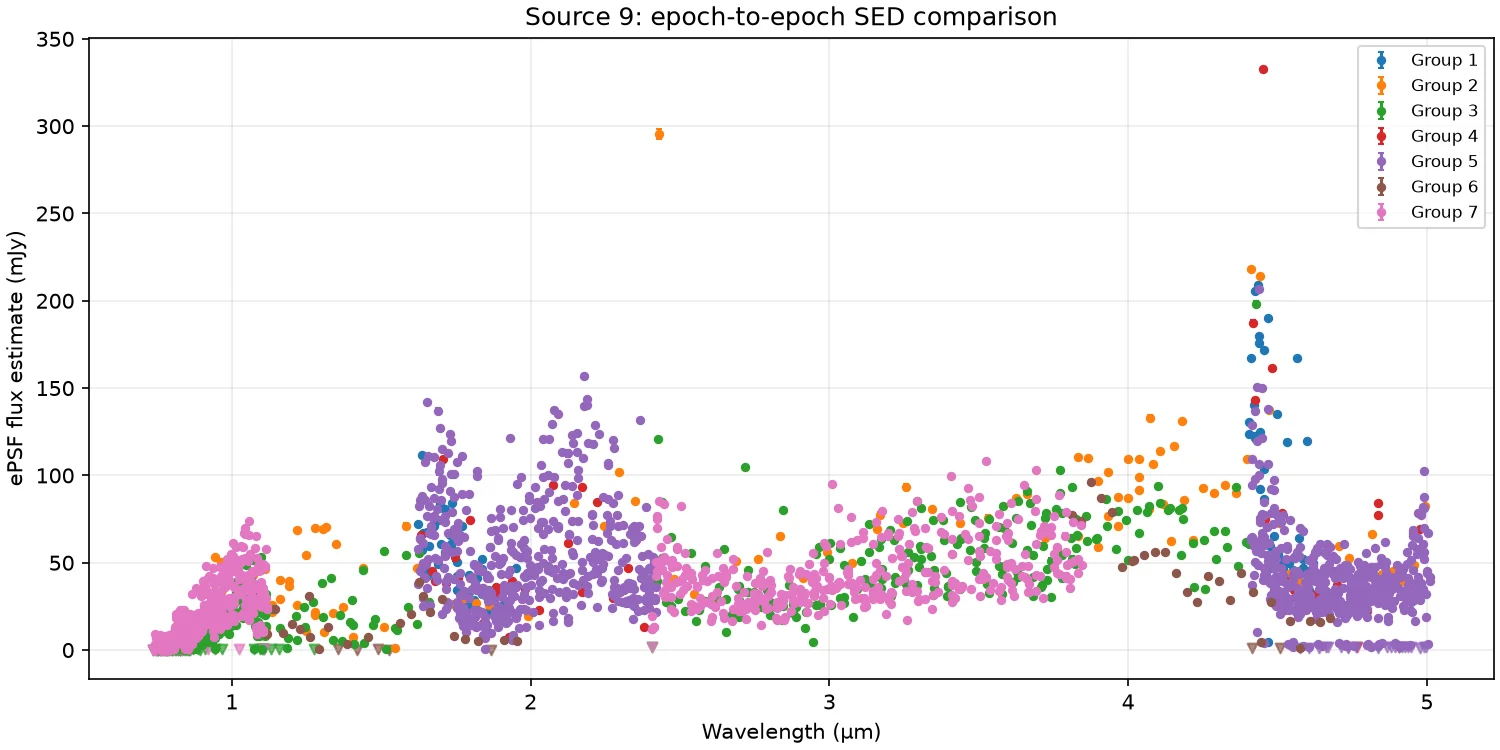 Source 9: epoch-to-epoch SED comparison
ePSF flux estimate (mJy)
350
300
250
200
150
100
50
0
1
2
3
4
5
Wavelength (µm)
Group 1
Group 2
Group 3
Group 4
Group 5
Group 6
Group 7